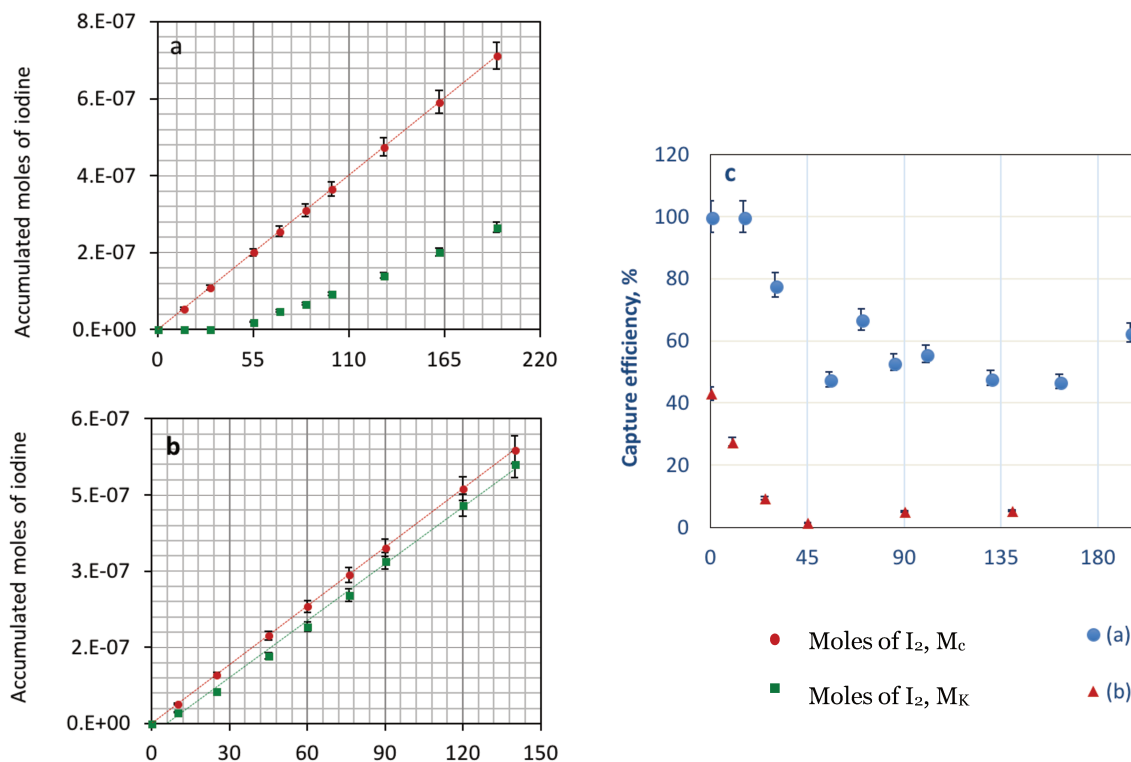 Accumulated moles of iodine
a
8.E-07
6.E-07
4.E-07
2.E-07
0.E+00
0 55 110 165 220
Accumulated moles of iodine
b
6.E-07
5.E-07
3.E-07
2.E-07
0.E+00
0 30 60 90 120 150
Capture efficiency, %
c
120
100
80
60
40
20
0
0 45 90 135 180
Moles of I₂, M꜀
Moles of I₂, Mₖ
(a)
(b)